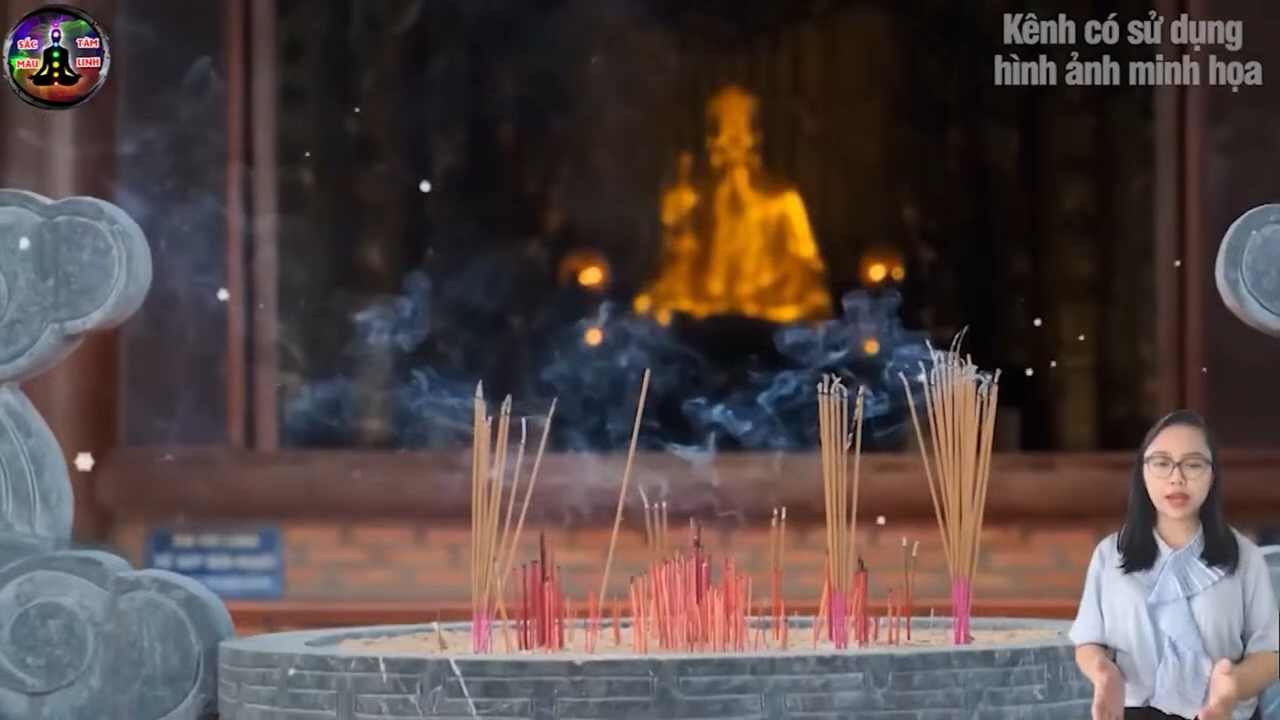 SẮC TÂM
MÀU LINH
Kênh có sử dụng
hình ảnh minh họa